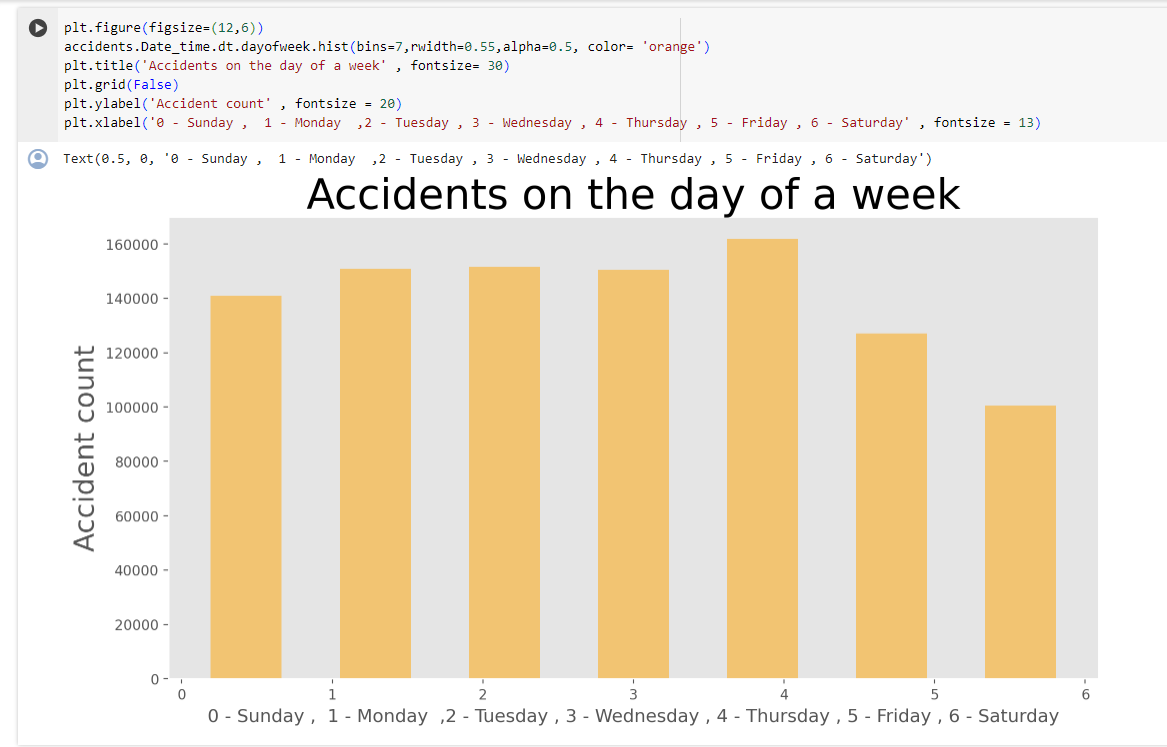 plt.figure(figsize=(12,6))
accidents.Date_time.dt.dayofweek.hist(bins=7,rwidth=0.55,alpha=0.5, color= 'orange')
plt.title('Accidents on the day of a week' , fontsize= 30)
plt.grid(False)
plt.ylabel('Accident count' , fontsize = 20)
plt.xlabel('0 - Sunday ,  1 - Monday  ,2 - Tuesday , 3 - Wednesday , 4 - Thursday , 5 - Friday , 6 - Saturday' , fontsize = 13)
Text(0.5, 0, '0 - Sunday ,  1 - Monday  ,2 - Tuesday , 3 - Wednesday , 4 - Thursday , 5 - Friday , 6 - Saturday')
Accidents on the day of a week
Accident count
160000
140000
120000
100000
80000
60000
40000
20000
0
0 1 2 3 4 5 6
0 - Sunday ,  1 - Monday  ,2 - Tuesday , 3 - Wednesday , 4 - Thursday , 5 - Friday , 6 - Saturday